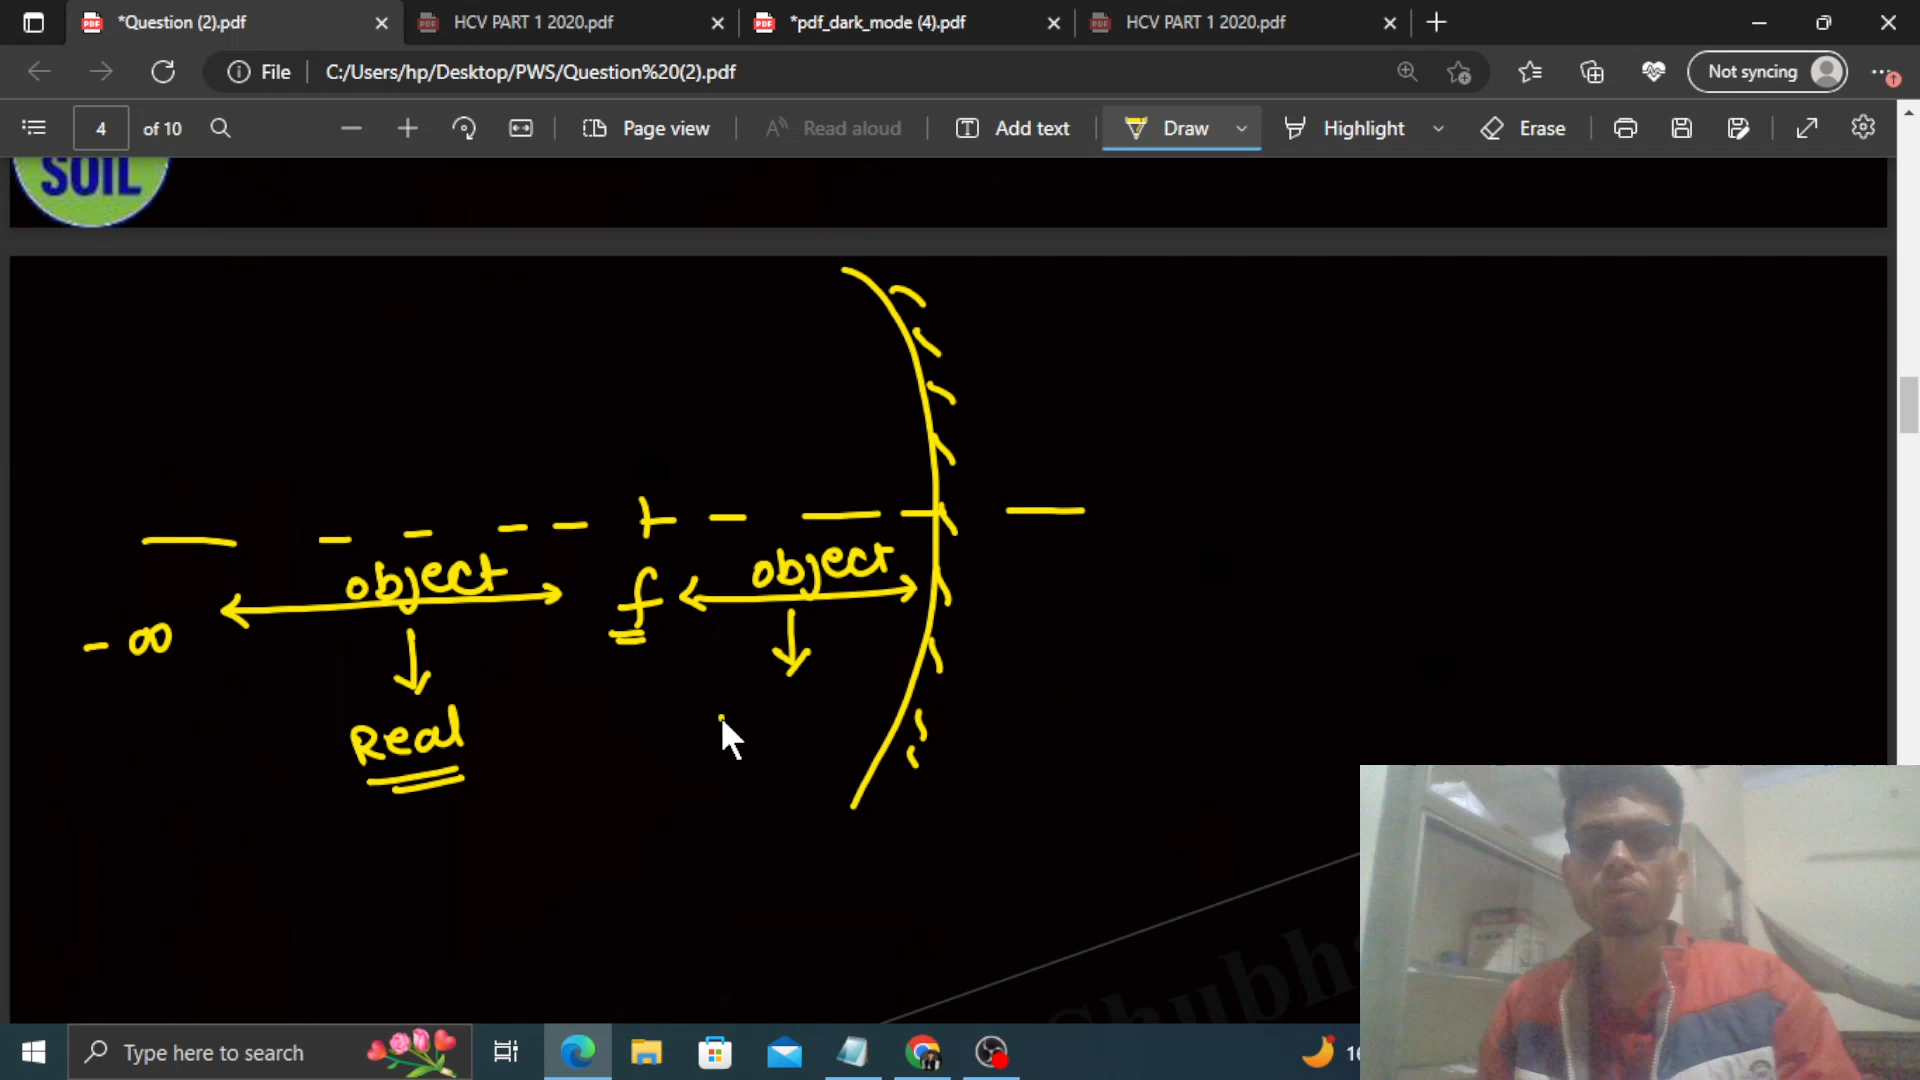 *Question (2).pdf
HCV PART 1 2020.pdf
*pdf_dark_mode (4).pdf
HCV PART 1 2020.pdf
File
C:/Users/hp/Desktop/PWS/Question%20(2).pdf
Not syncing
4 of 10
Page view
Read aloud
Add text
Draw
Highlight
Erase
SOIL
object
f
object
- ∞
Real
Type here to search